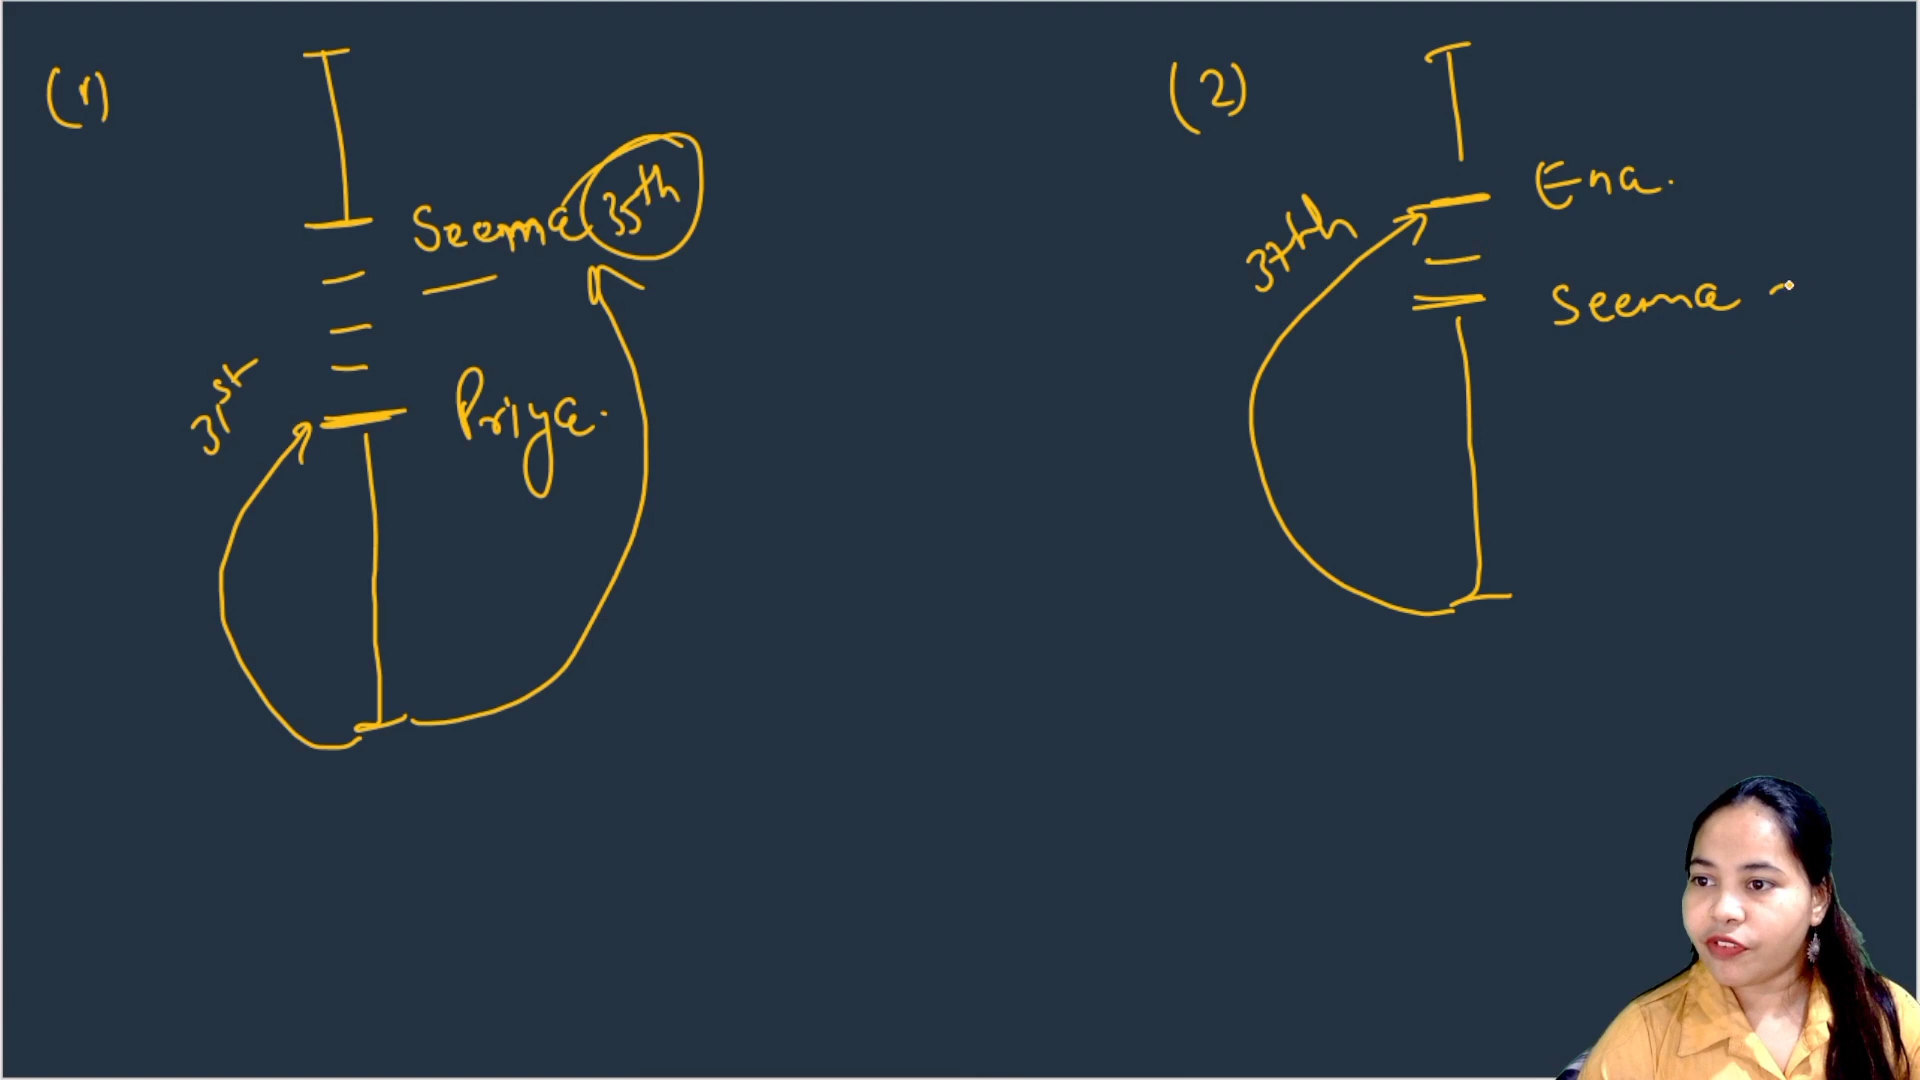 (1)
Seema 35th
31st
Priya.
(2)
Ena.
37th
Seema -